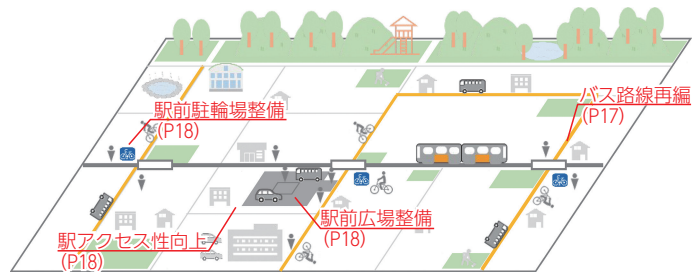 駅前駐輪場整備
(P18)
バス路線再編
(P17)
駅前広場整備
(P18)
駅アクセス性向上
(P18)